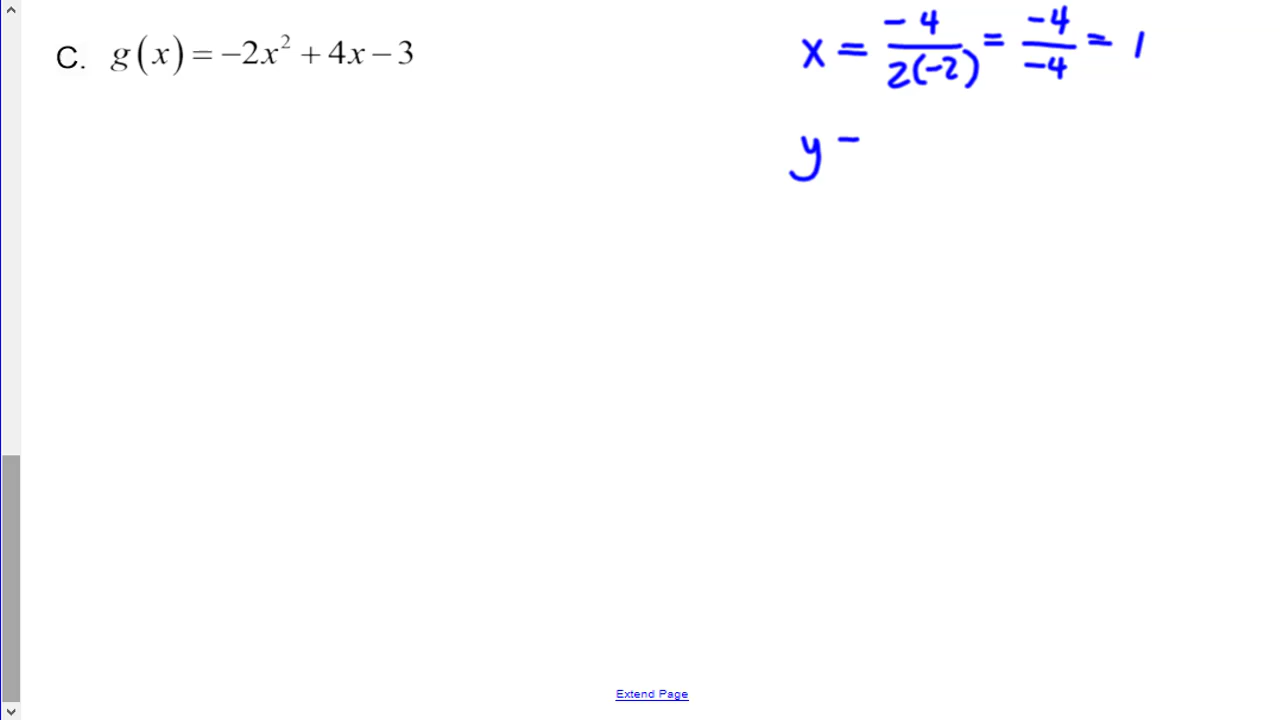 C. g(x) = −2x² + 4x − 3
x = -4/2(-2) = -4/-4 = 1
y -
Extend Page